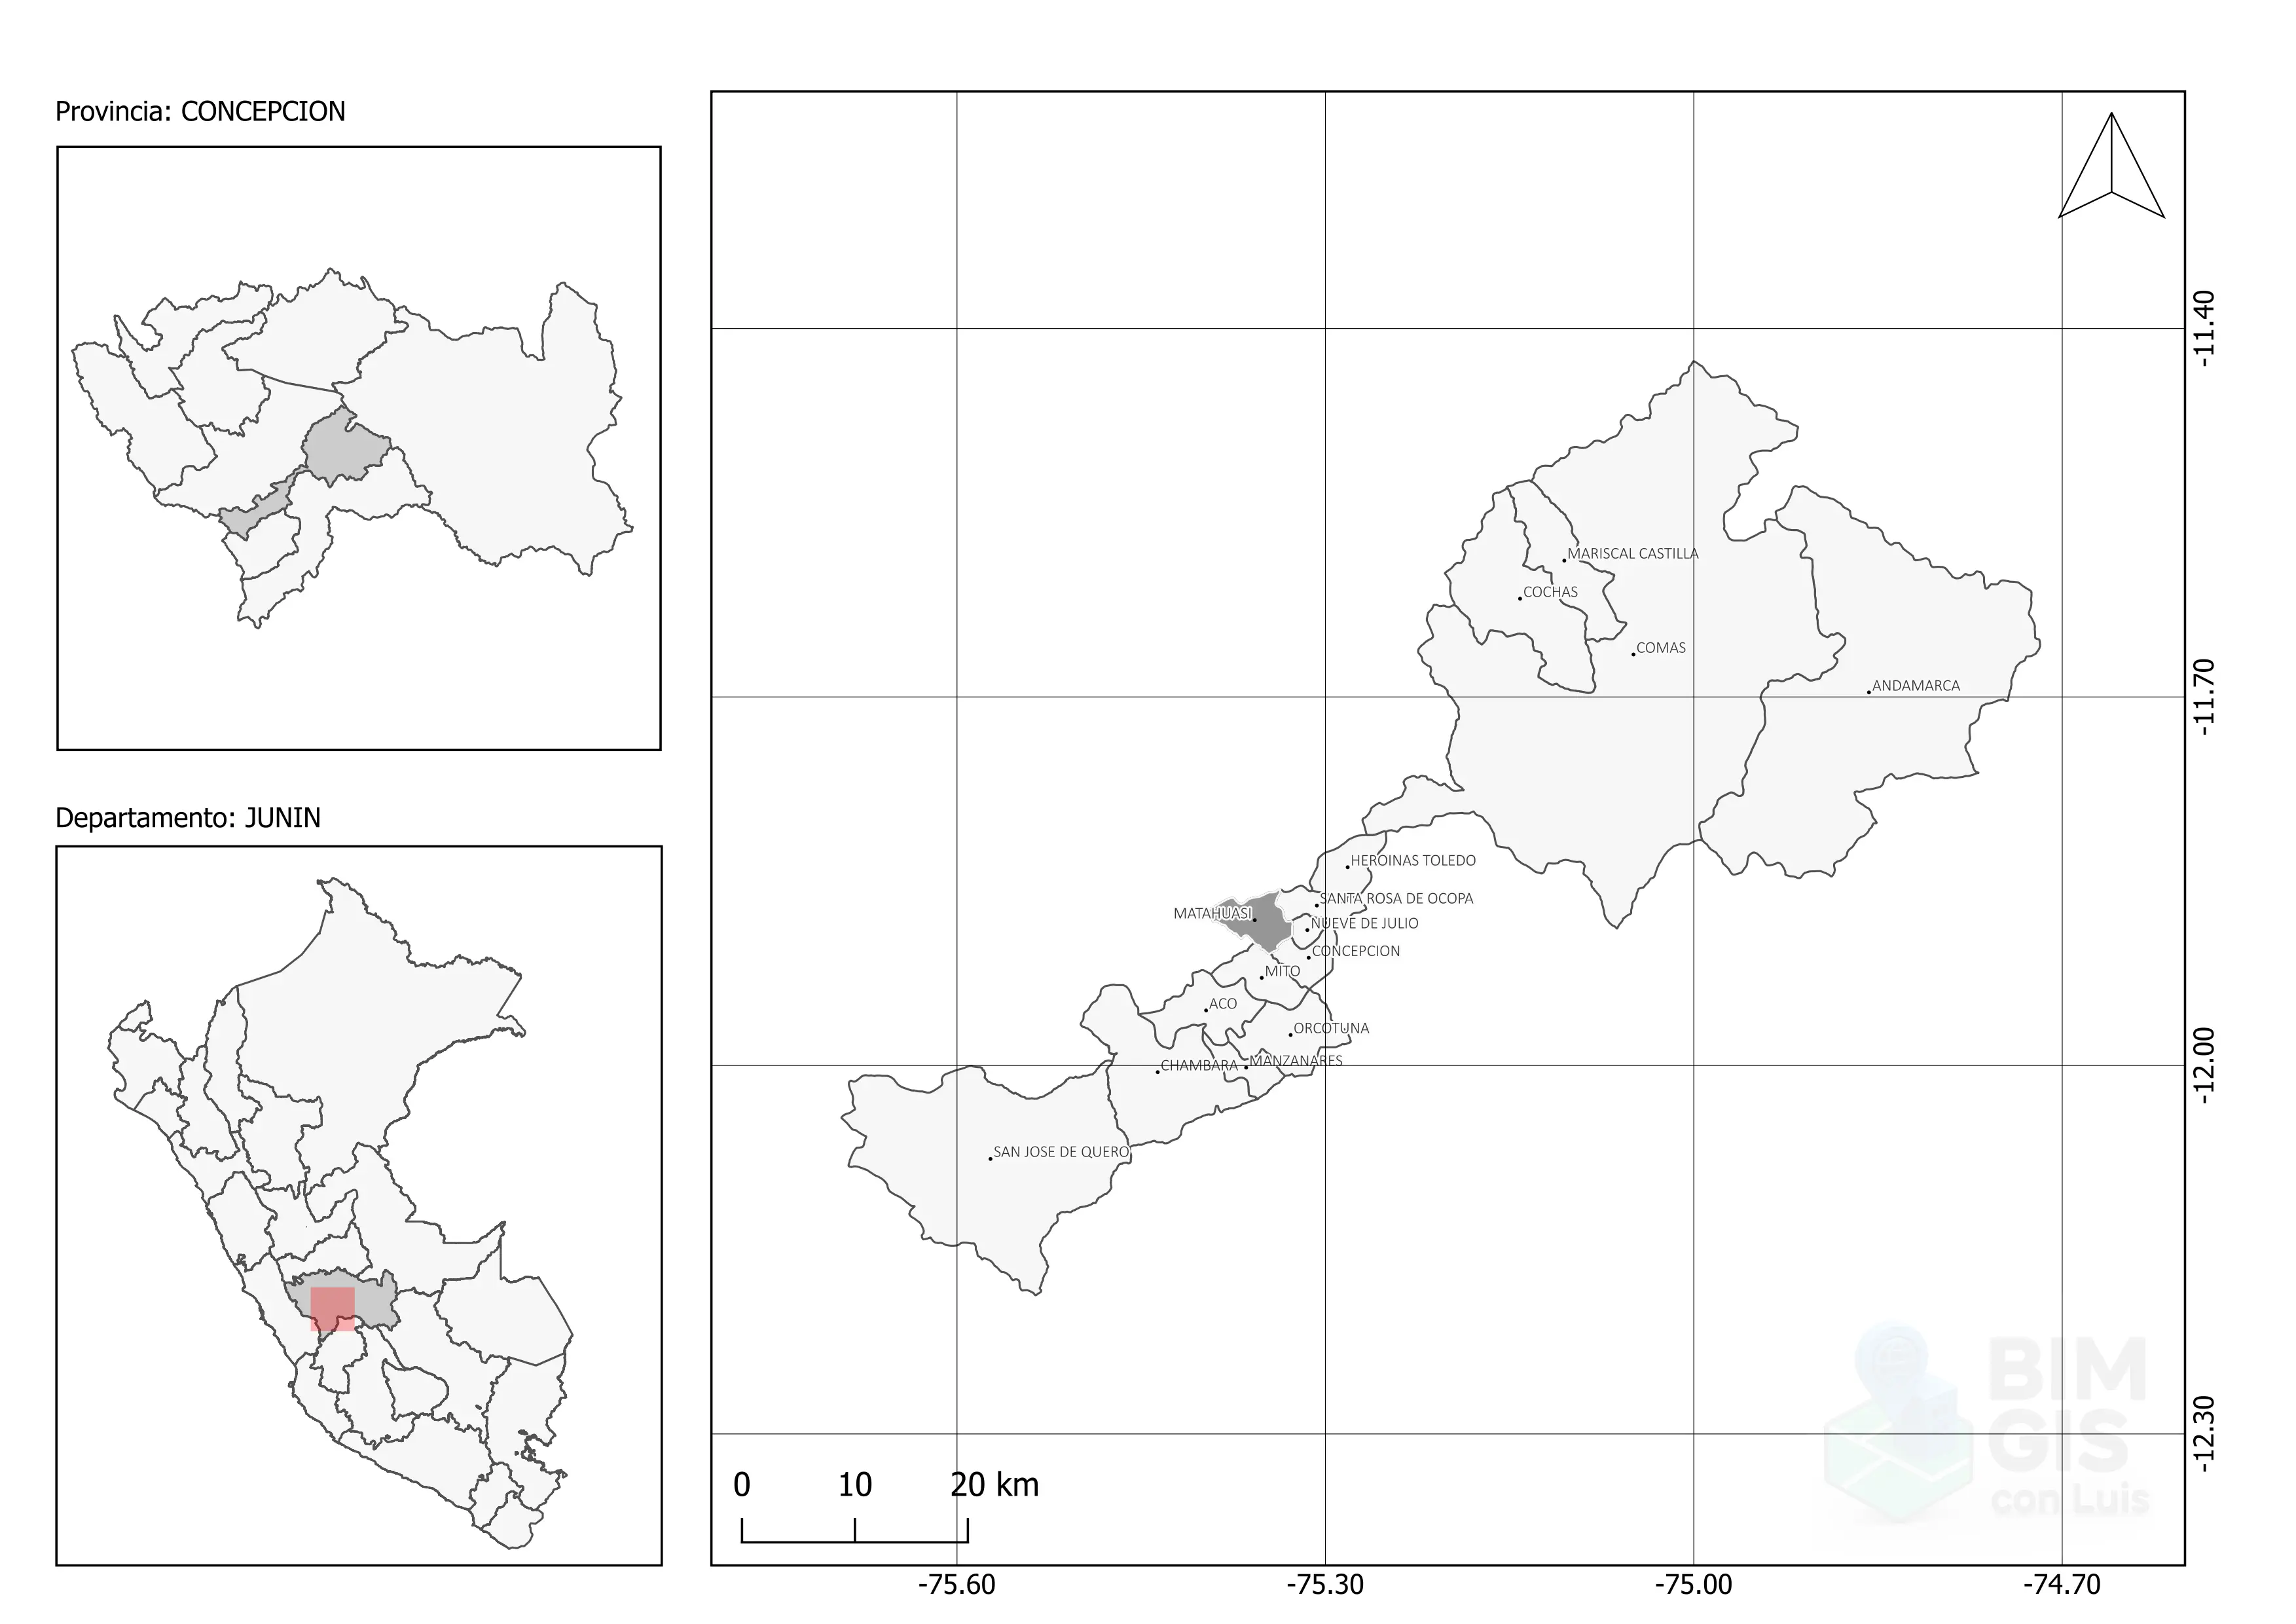 Provincia: CONCEPCION
Departamento: JUNIN
MARISCAL CASTILLA
COCHAS
COMAS
ANDAMARCA
HEROINAS TOLEDO
SANTA ROSA DE OCOPA
MATAHUASI
NUEVE DE JULIO
CONCEPCION
MITO
ACO
ORCOTUNA
CHAMBARA
MANZANARES
SAN JOSE DE QUERO
-11.40
-11.70
-12.00
-12.30
0 10 20 km
-75.60 -75.30 -75.00 -74.70
BIM
GIS
con Luis